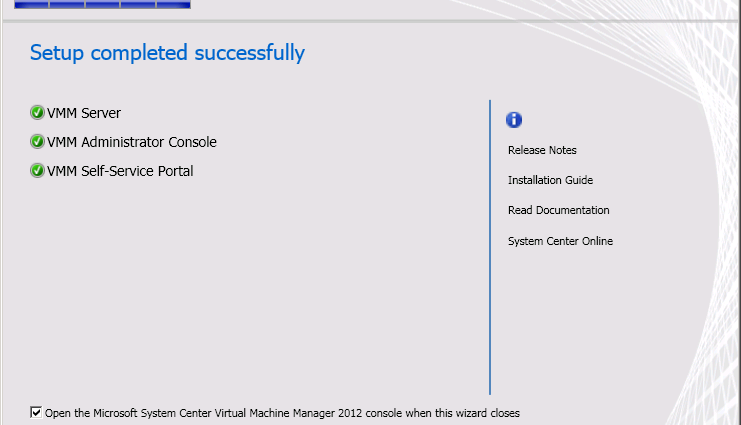 Setup completed successfully
VMM Server
VMM Administrator Console
VMM Self-Service Portal
Release Notes
Installation Guide
Read Documentation
System Center Online
Open the Microsoft System Center Virtual Machine Manager 2012 console when this wizard closes